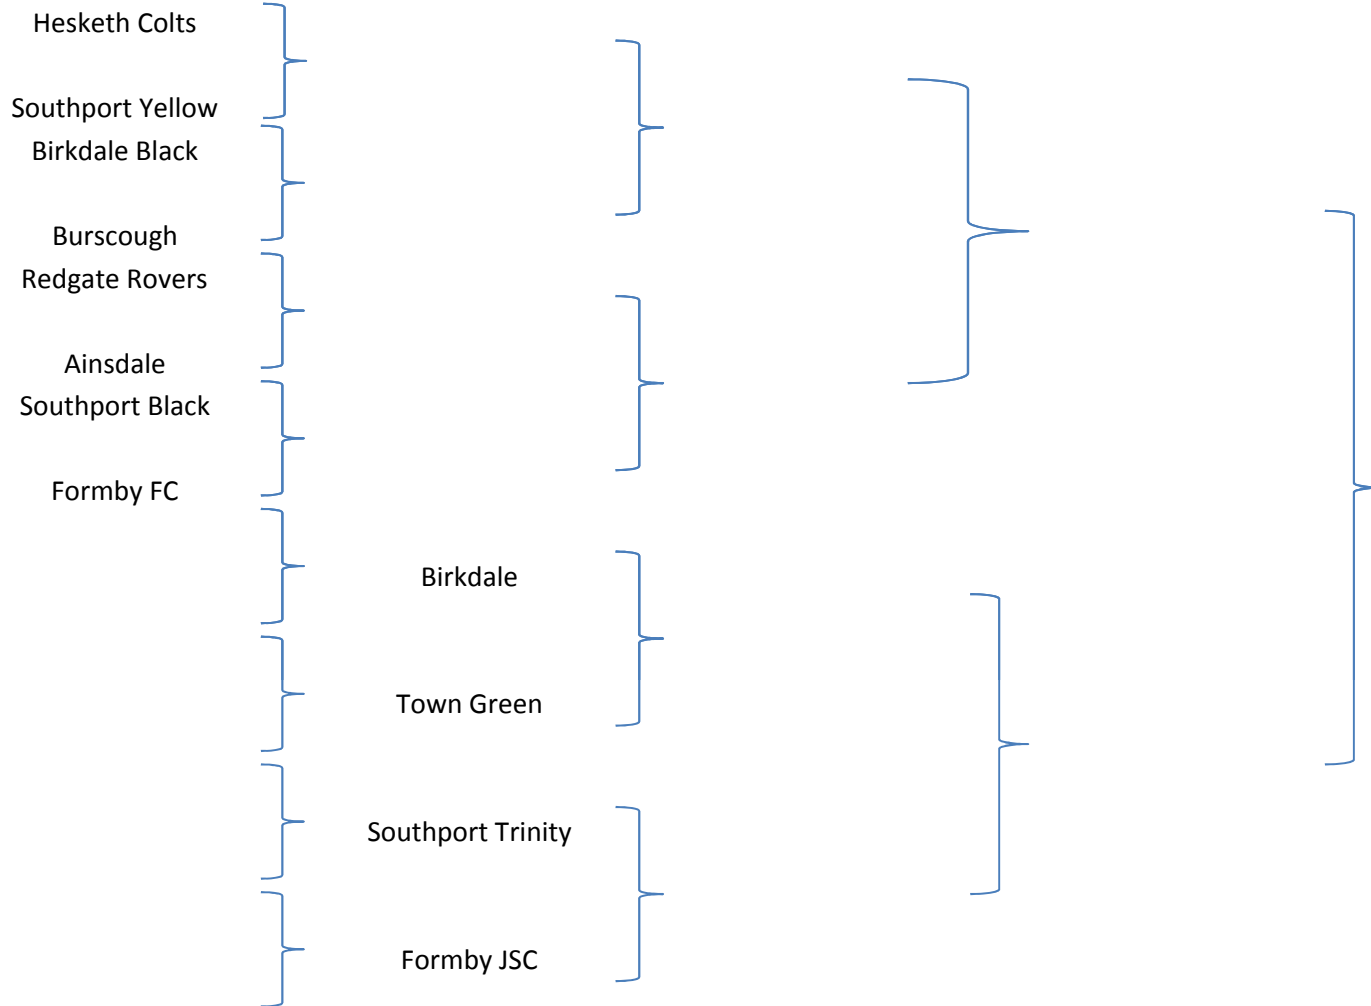 Hesketh Colts
Southport Yellow
Birkdale Black
Burscough
Redgate Rovers
Ainsdale
Southport Black
Formby FC
Birkdale
Town Green
Southport Trinity
Formby JSC